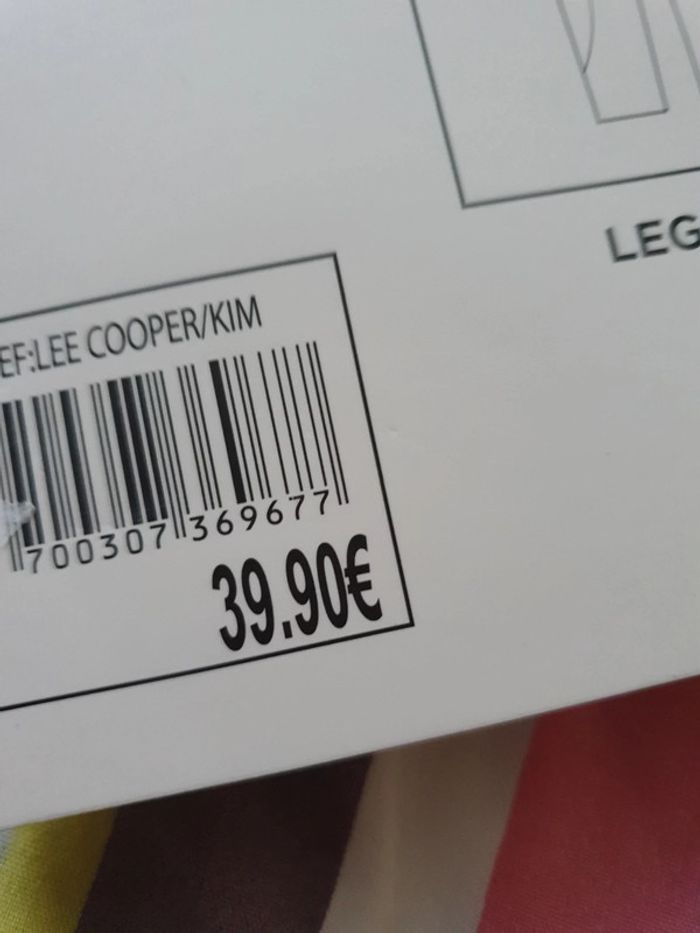 LEG
EF:LEE COOPER/KIM
700307 369677
39.90€